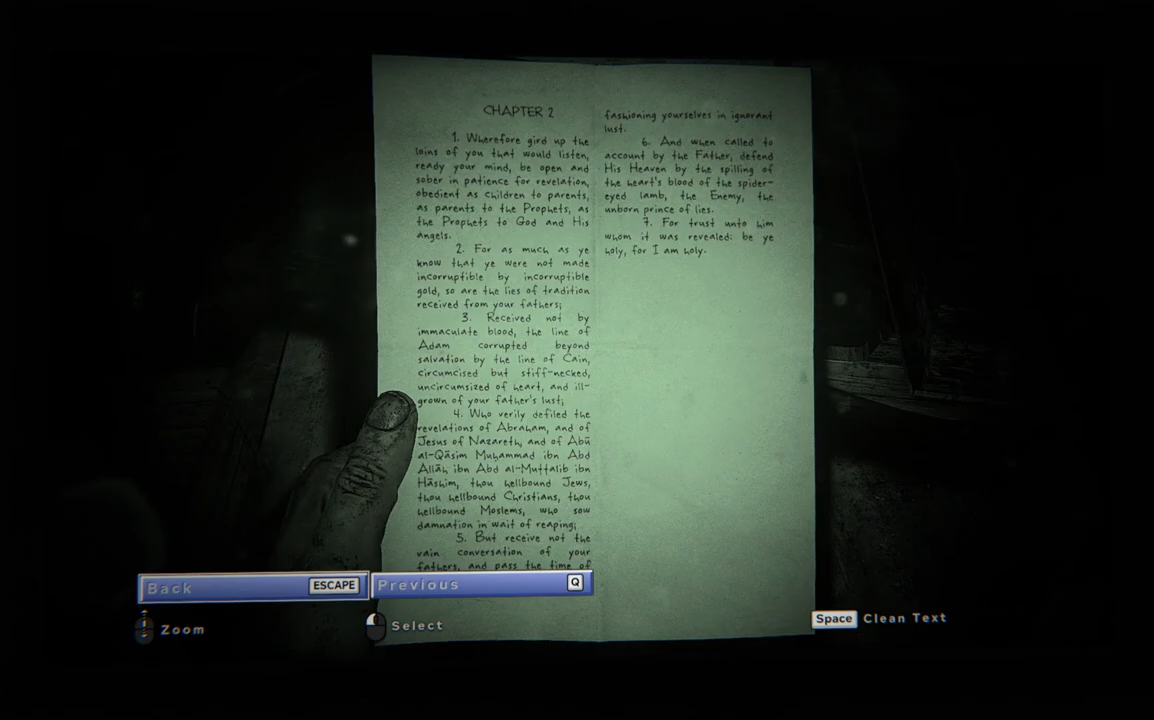 CHAPTER 2
1. Wherefore gird up the
loins of you that would listen,
ready your mind, be open and
sober in patience for revelation,
obedient as children to parents,
as parents to the Prophets, as
the Prophets to God and His
angels.
2. For as much as ye
know that ye were not made
incorruptible by incorruptible
gold, so are the lies of tradition
received from your fathers;
3. Received not by
immaculate blood, the line of
Adam corrupted beyond
salvation by the line of Cain,
circumcised but stiff-necked,
uncircumsized of heart, and ill-
grown of your father's lust;
4. Who verily defiled the
revelations of Abraham, and of
Jesus of Nazareth, and of Abū
al-Qāsim Muḥammad ibn Abd
Allāh ibn Abd al-Muṭṭalib ibn
Hāshim, thou hellbound Jews,
thou hellbound Christians, thou
hellbound Moslems, who sow
damnation in wait of reaping;
5. But receive not the
vain conversation of your
fathers, and pass the time of
fashioning yourselves in ignorant
lust.
6. And when called to
account by the Father, defend
His Heaven by the spilling of
the heart's blood of the spider-
eyed lamb, the Enemy, the
unborn prince of lies.
7. For trust unto him
whom it was revealed: be ye
holy, for I am holy.
Back ESCAPE Previous Q
Zoom Select Space Clean Text